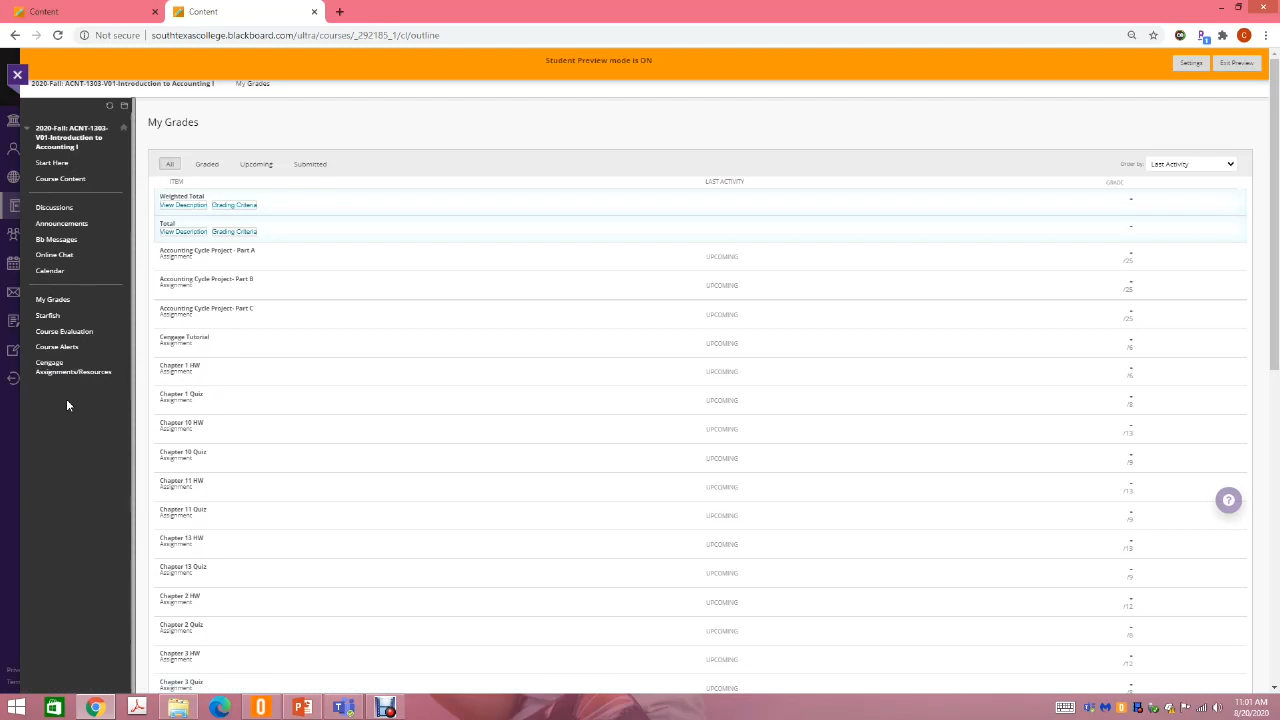 Content
Content
Not secure | southtexascollege.blackboard.com/ultra/courses/_292185_1/cl/outline
Student Preview mode is ON
Settings
Exit Preview
2020-Fall: ACNT-1303-V01-Introduction to Accounting I
My Grades
2020-Fall: ACNT-1303-
V01-Introduction to
Accounting I
Start Here
Course Content
Discussions
Announcements
Bb Messages
Online Chat
Calendar
My Grades
Starfish
Course Evaluation
Course Alerts
Cengage
Assignments/Resources
My Grades
All Graded Upcoming Submitted
Order by: Last Activity
ITEM LAST ACTIVITY GRADE
Weighted Total -
View Description Grading Criteria
Total -
View Description Grading Criteria
Accounting Cycle Project - Part A
Assignment UPCOMING - /25
Accounting Cycle Project- Part B
Assignment UPCOMING - /25
Accounting Cycle Project- Part C
Assignment UPCOMING - /25
Cengage Tutorial
Assignment UPCOMING - /6
Chapter 1 HW
Assignment UPCOMING - /6
Chapter 1 Quiz
Assignment UPCOMING - /8
Chapter 10 HW
Assignment UPCOMING - /13
Chapter 10 Quiz
Assignment UPCOMING - /9
Chapter 11 HW
Assignment UPCOMING - /13
Chapter 11 Quiz
Assignment UPCOMING - /9
Chapter 13 HW
Assignment UPCOMING - /13
Chapter 13 Quiz
Assignment UPCOMING - /9
Chapter 2 HW
Assignment UPCOMING - /12
Chapter 2 Quiz
Assignment UPCOMING - /8
Chapter 3 HW
Assignment UPCOMING - /12
Chapter 3 Quiz
Assignment UPCOMING -
11:01 AM
8/20/2020